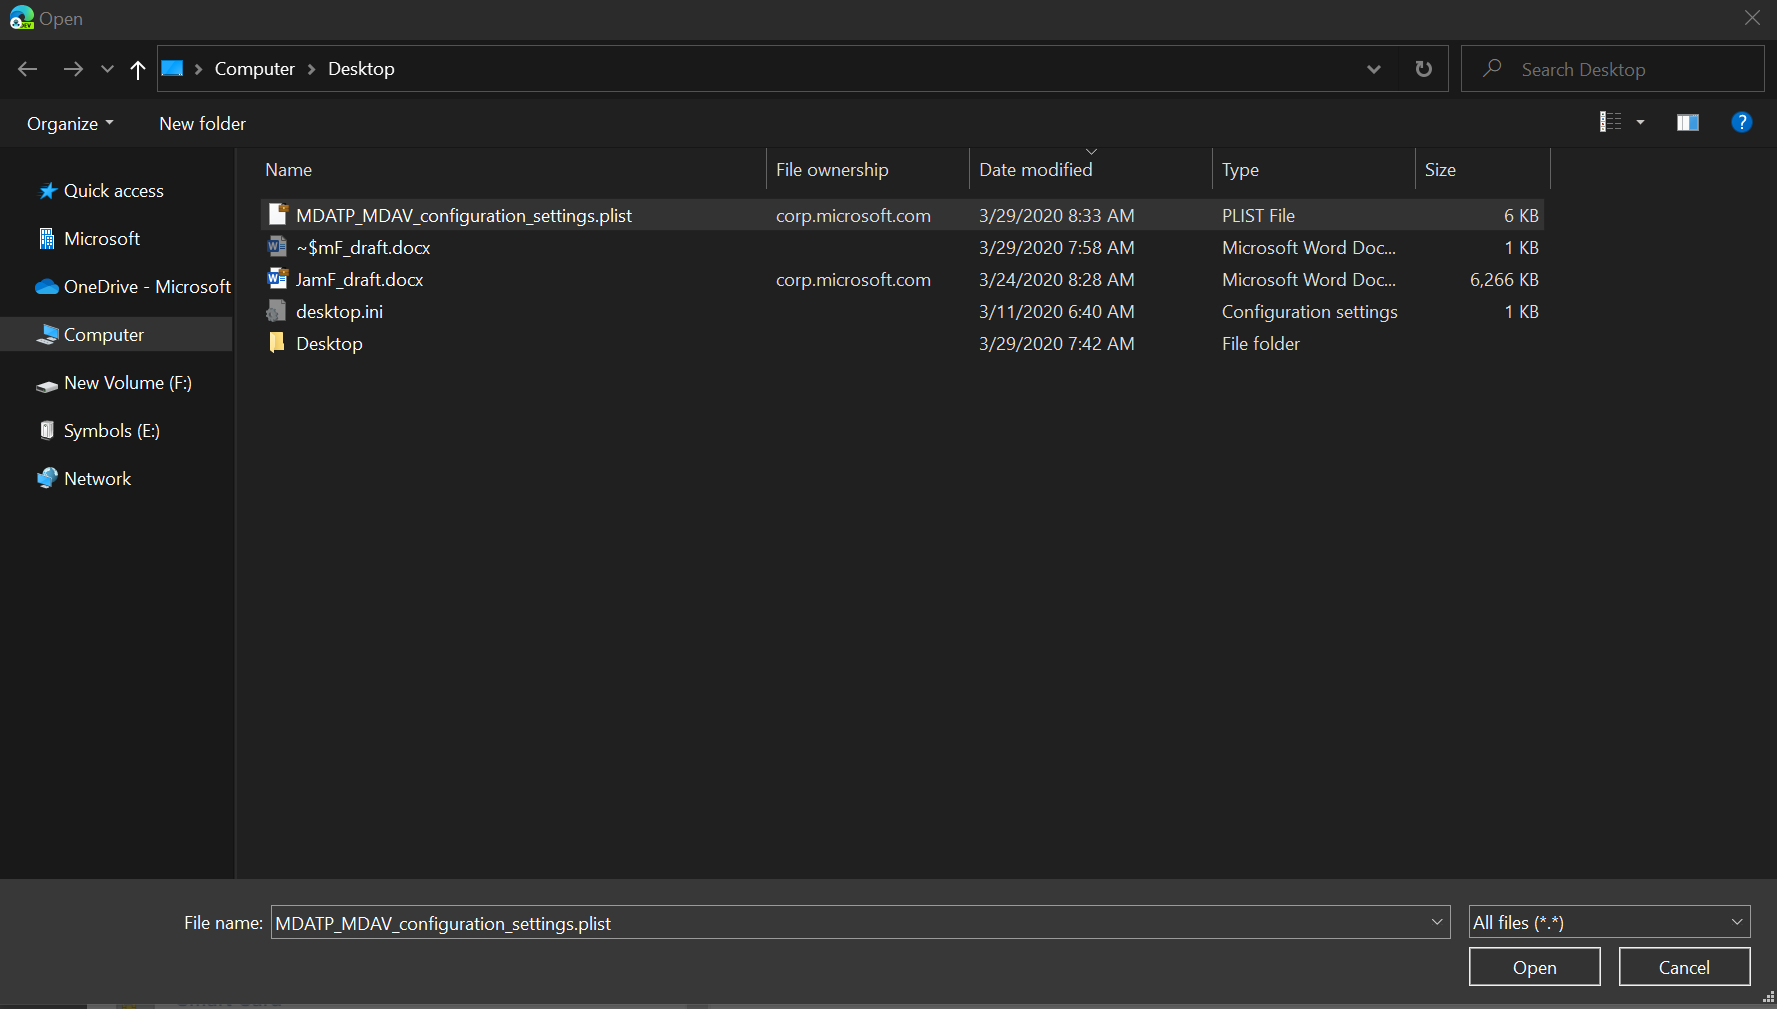 Open
Computer > Desktop
Search Desktop
Organize
New folder
Name File ownership Date modified Type Size
Quick access
Microsoft
OneDrive - Microsoft
Computer
New Volume (F:)
Symbols (E:)
Network
MDATP_MDAV_configuration_settings.plist corp.microsoft.com 3/29/2020 8:33 AM PLIST File 6 KB
~$mF_draft.docx 3/29/2020 7:58 AM Microsoft Word Doc... 1 KB
JamF_draft.docx corp.microsoft.com 3/24/2020 8:28 AM Microsoft Word Doc... 6,266 KB
desktop.ini 3/11/2020 6:40 AM Configuration settings 1 KB
Desktop 3/29/2020 7:42 AM File folder
File name: MDATP_MDAV_configuration_settings.plist
All files (*.*)
Open
Cancel